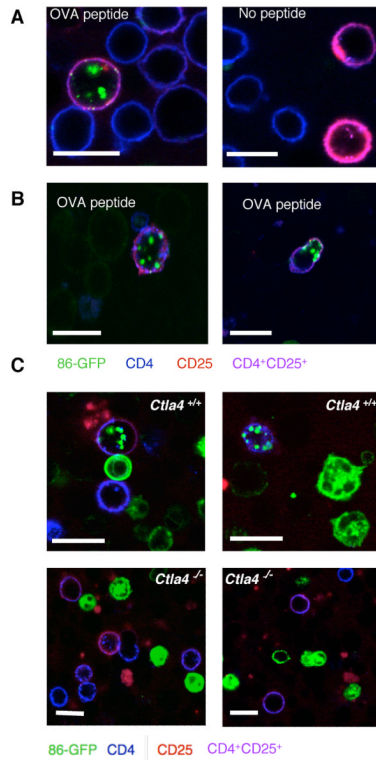 A
OVA peptide
No peptide
B
OVA peptide
OVA peptide
86-GFP CD4 CD25 CD4⁺CD25⁺
C
Ctla4 +/+
Ctla4 +/+
Ctla4 -/-
Ctla4 -/-
86-GFP CD4 CD25 CD4⁺CD25⁺